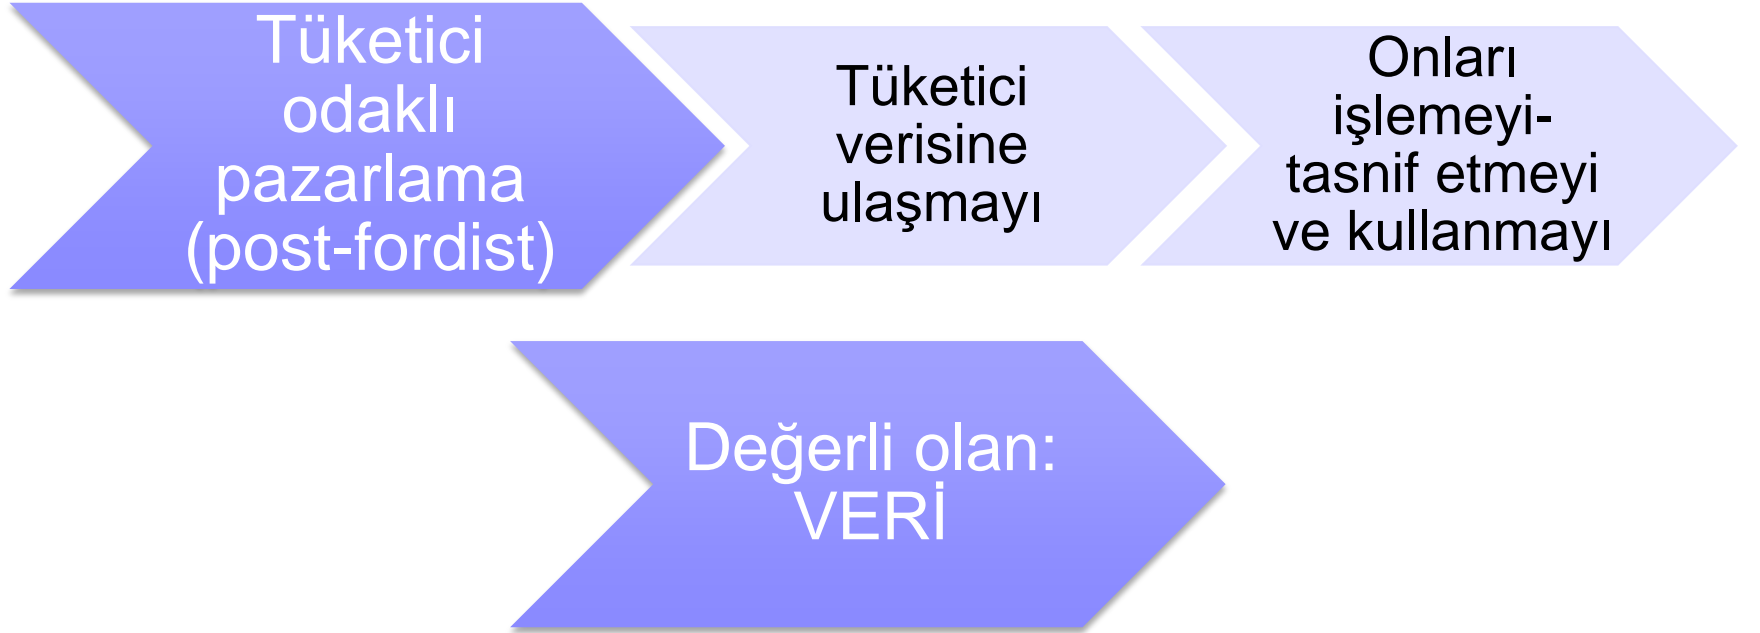 Tüketici
odaklı
pazarlama
(post-fordist)
Tüketici
verisine
ulaşmayı
Onları
işlemeyi-
tasnif etmeyi
ve kullanmayı
Değerli olan:
VERİ